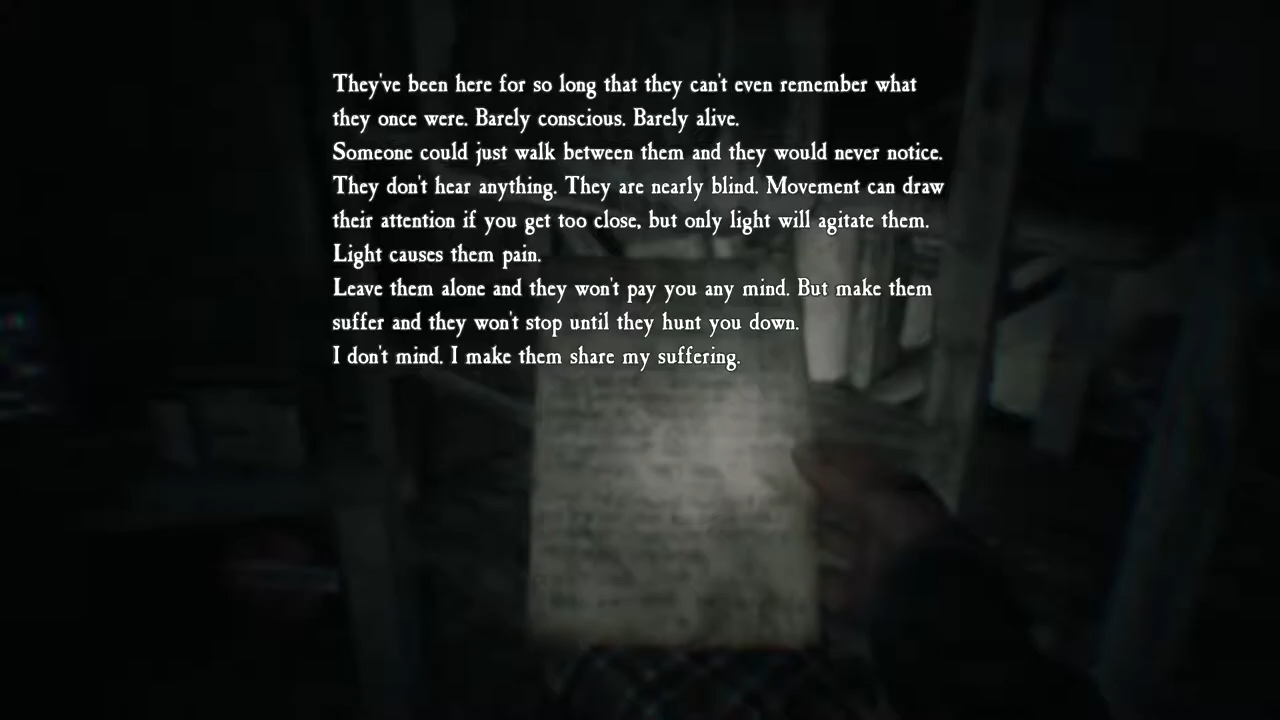 They've been here for so long that they can't even remember what
they once were. Barely conscious. Barely alive.
Someone could just walk between them and they would never notice.
They don't hear anything. They are nearly blind. Movement can draw
their attention if you get too close, but only light will agitate them.
Light causes them pain.
Leave them alone and they won't pay you any mind. But make them
suffer and they won't stop until they hunt you down.
I don't mind. I make them share my suffering.